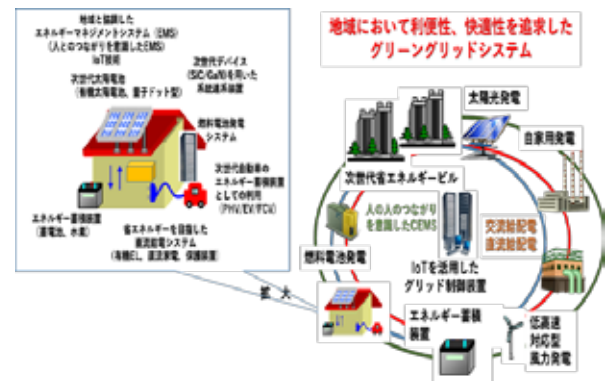 地域と協調した
エネルギーマネジメントシステム（EMS）
（人とのつながりを意識したEMS）
IoT技術
次世代太陽電池
（有機太陽電池、量子ドット型）
次世代デバイス
（SiC/GaN）を用いた
系統連系装置
燃料電池発電
システム
次世代自動車の
エネルギー蓄積装置
としての利用
（PHV/EV/FCV）
エネルギー蓄積装置
（蓄電池、水素）
省エネルギーを目指した
直流給電システム
（有機EL、直流家電、保護装置）
拡 大
地域において利便性、快適性を追求した
グリーングリッドシステム
太陽光発電
自家用発電
次世代省エネルギービル
人の人のつながり
を意識したCEMS
交流給配電
直流給配電
燃料電池発電
IoTを活用した
グリッド制御装置
エネルギー蓄積
装置
低高速
対応型
風力発電